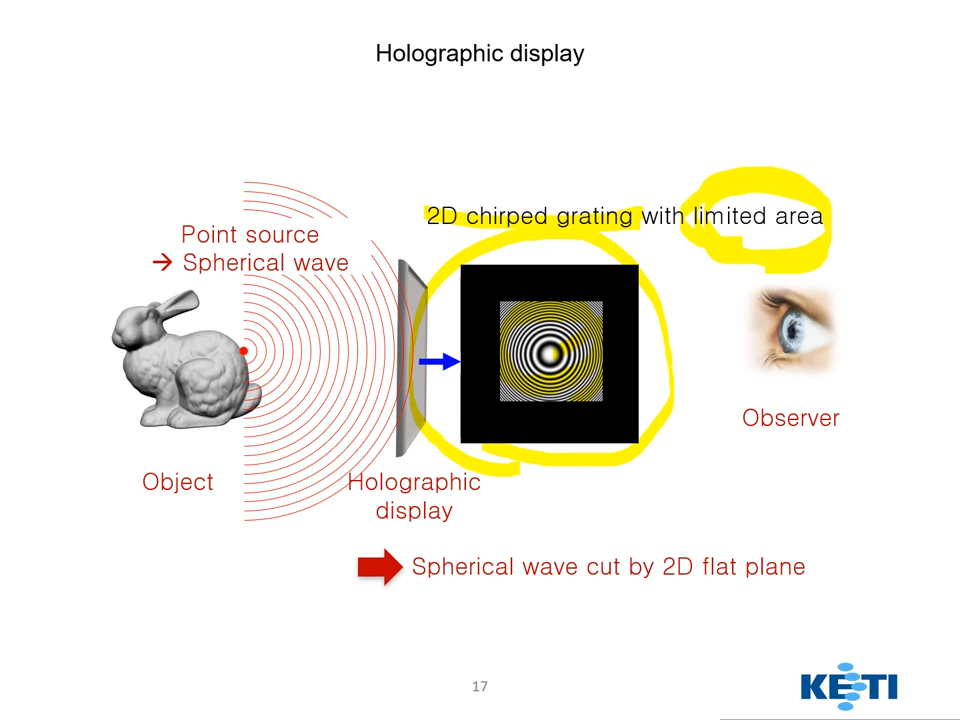 Holographic display
2D chirped grating with limited area
Point source
→ Spherical wave
Observer
Object
Holographic
display
Spherical wave cut by 2D flat plane
17
KETI